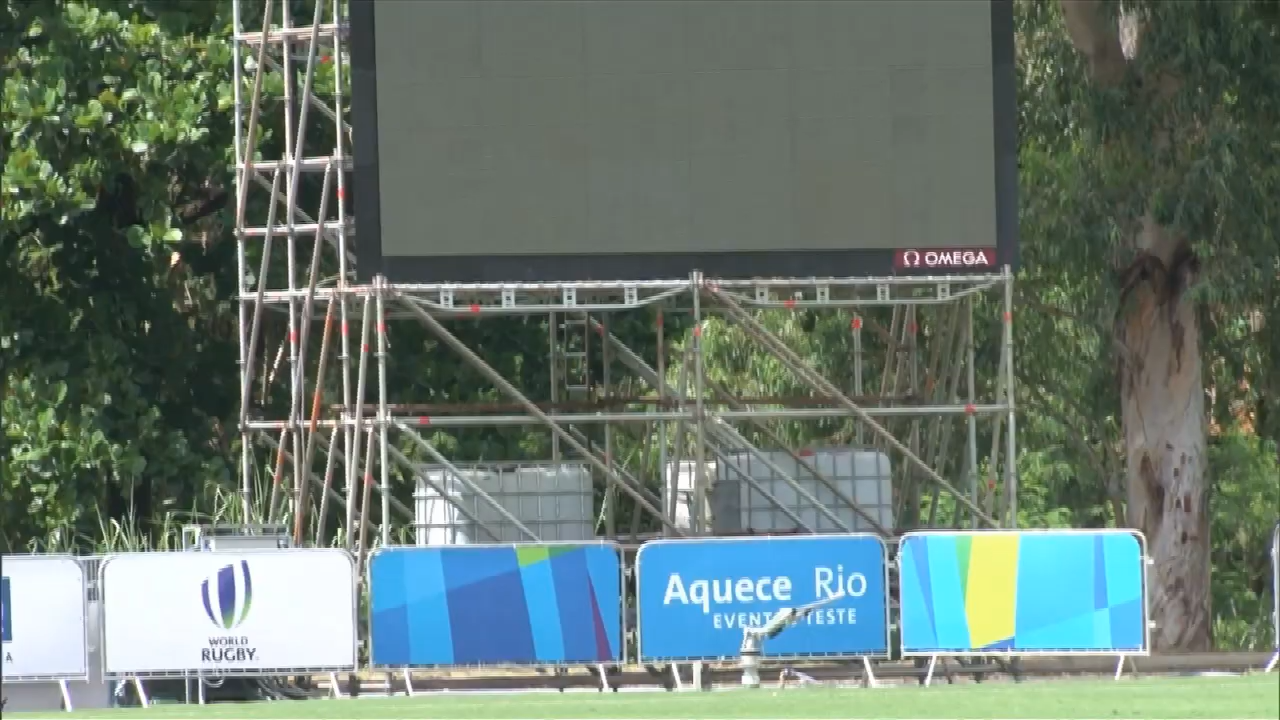 Ω OMEGA
WORLD
RUGBY.
Aquece Rio
EVENTO TESTE
A